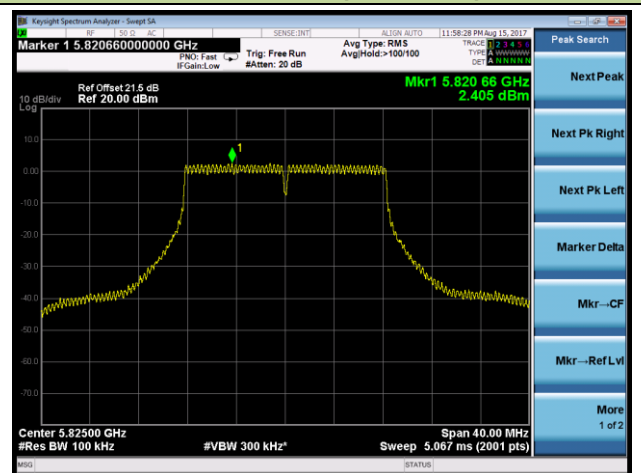 Keysight Spectrum Analyzer - Swept SA
RF 50 Ω AC SENSE:INT ALIGN AUTO 11:58:28 PM Aug 15, 2017
Marker 1 5.820660000000 GHz
PNO: Fast
IFGain:Low
Trig: Free Run
#Atten: 20 dB
Avg Type: RMS
Avg|Hold:>100/100
TRACE 1 2 3 4 5 6
TYPE A WWWWW
DET A N N N N N
Peak Search
Mkr1 5.820 66 GHz
2.405 dBm
Ref Offset 21.5 dB
10 dB/div Ref 20.00 dBm
Log
1
10.0
0.00
-10.0
-20.0
-30.0
-40.0
-50.0
-60.0
-70.0
Center 5.82500 GHz Span 40.00 MHz
#Res BW 100 kHz #VBW 300 kHz* Sweep 5.067 ms (2001 pts)
MSG STATUS
Next Peak
Next Pk Right
Next Pk Left
Marker Delta
Mkr→CF
Mkr→Ref Lvl
More
1 of 2